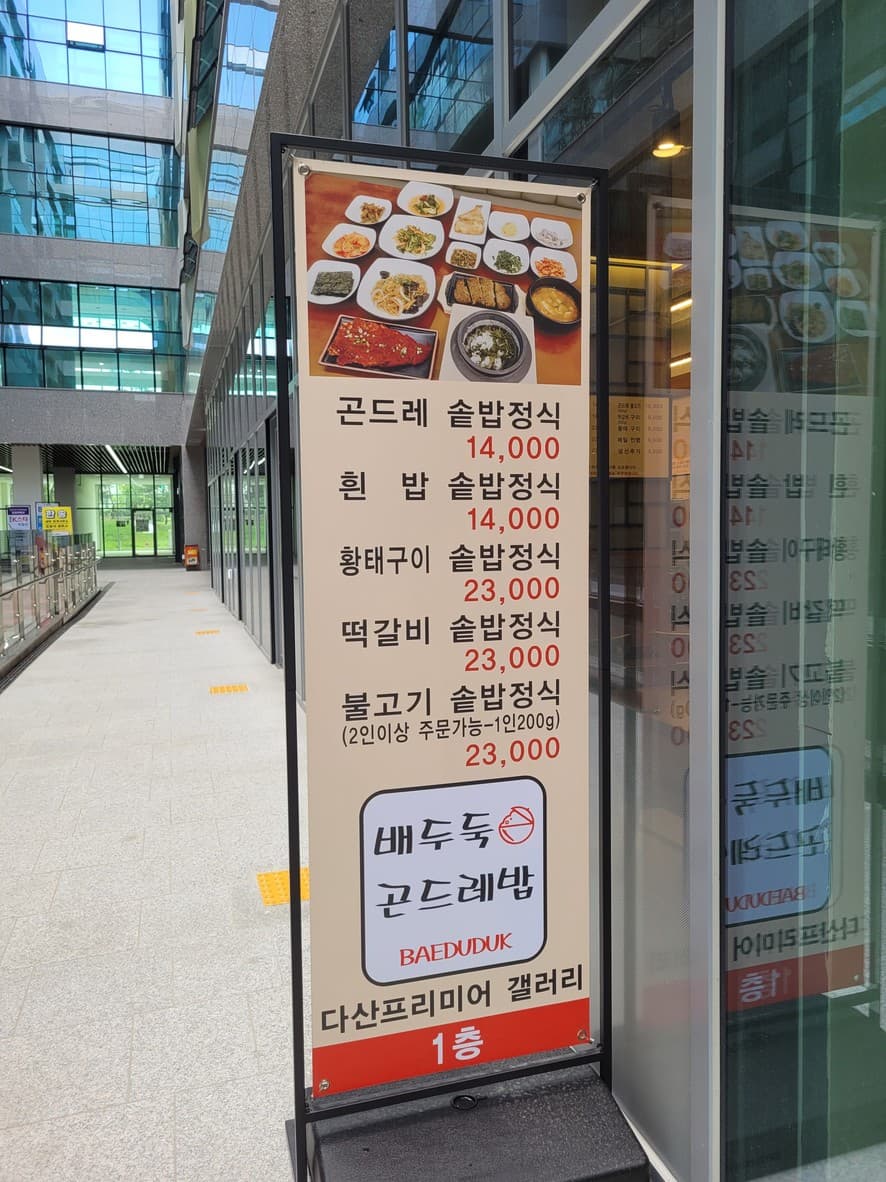 곤드레 솥밥정식
14,000
흰 밥 솥밥정식
14,000
황태구이 솥밥정식
23,000
떡갈비 솥밥정식
23,000
불고기 솥밥정식
(2인이상 주문가능-1인200g)
23,000
배두둑
곤드레밥
BAEDUDUK
다산프리미어 갤러리
1층